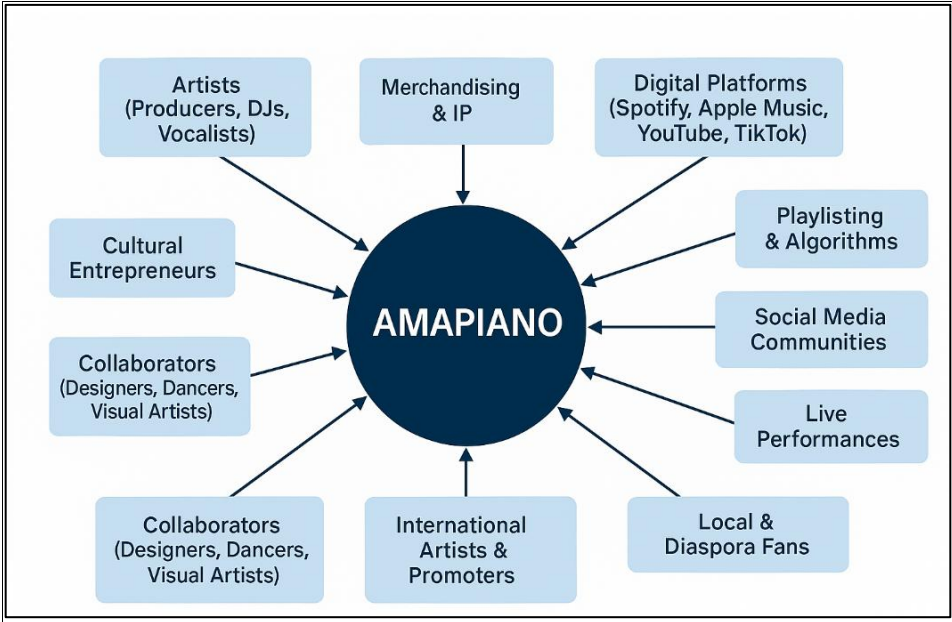 Artists
(Producers, DJs,
Vocalists)
Merchandising
& IP
Digital Platforms
(Spotify, Apple Music,
YouTube, TikTok)
Cultural
Entrepreneurs
Playlisting
& Algorithms
AMAPIANO
Social Media
Communities
Collaborators
(Designers, Dancers,
Visual Artists)
Live
Performances
Collaborators
(Designers, Dancers,
Visual Artists)
International
Artists &
Promoters
Local &
Diaspora Fans